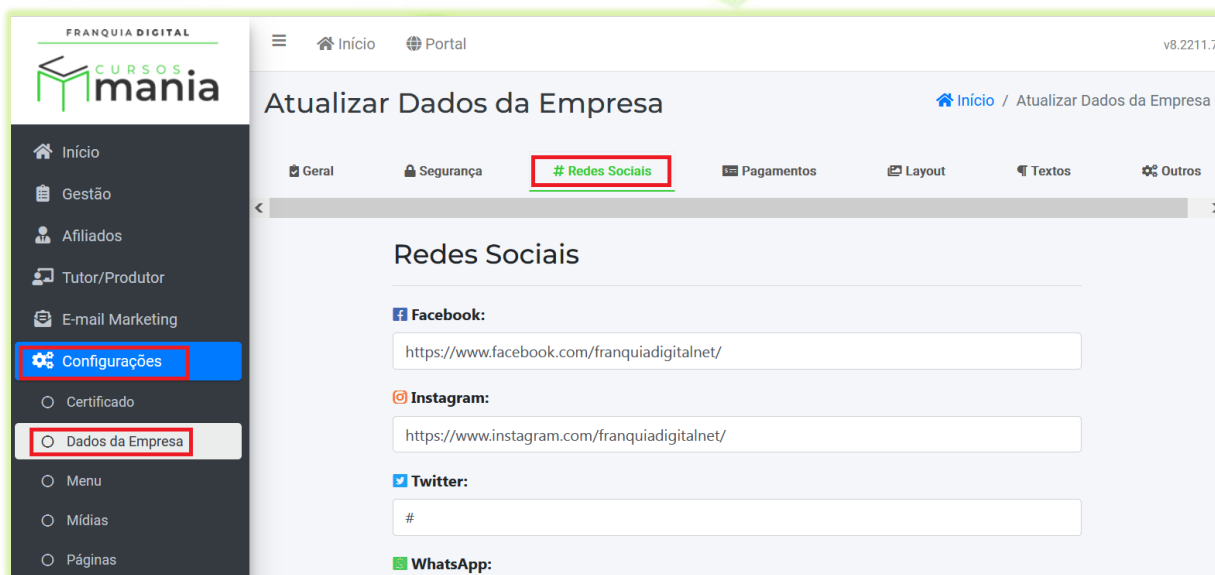 FRANQUIA DIGITAL
CURSOS
mania
Início
Portal
v8.2211.7
Atualizar Dados da Empresa
Início / Atualizar Dados da Empresa
Início
Gestão
Afiliados
Tutor/Produtor
E-mail Marketing
Configurações
Certificado
Dados da Empresa
Menu
Mídias
Páginas
Geral
Segurança
# Redes Sociais
Pagamentos
Layout
Textos
Outros
Redes Sociais
Facebook:
https://www.facebook.com/franquiadigitalnet/
Instagram:
https://www.instagram.com/franquiadigitalnet/
Twitter:
#
WhatsApp: